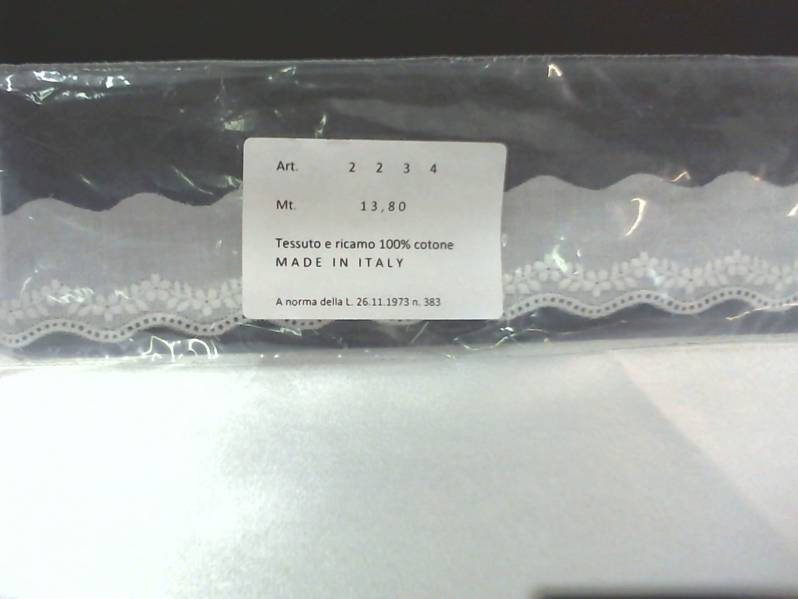 Art. 2 2 3 4
Mt. 13,80
Tessuto e ricamo 100% cotone
MADE IN ITALY
A norma della L. 26.11.1973 n. 383